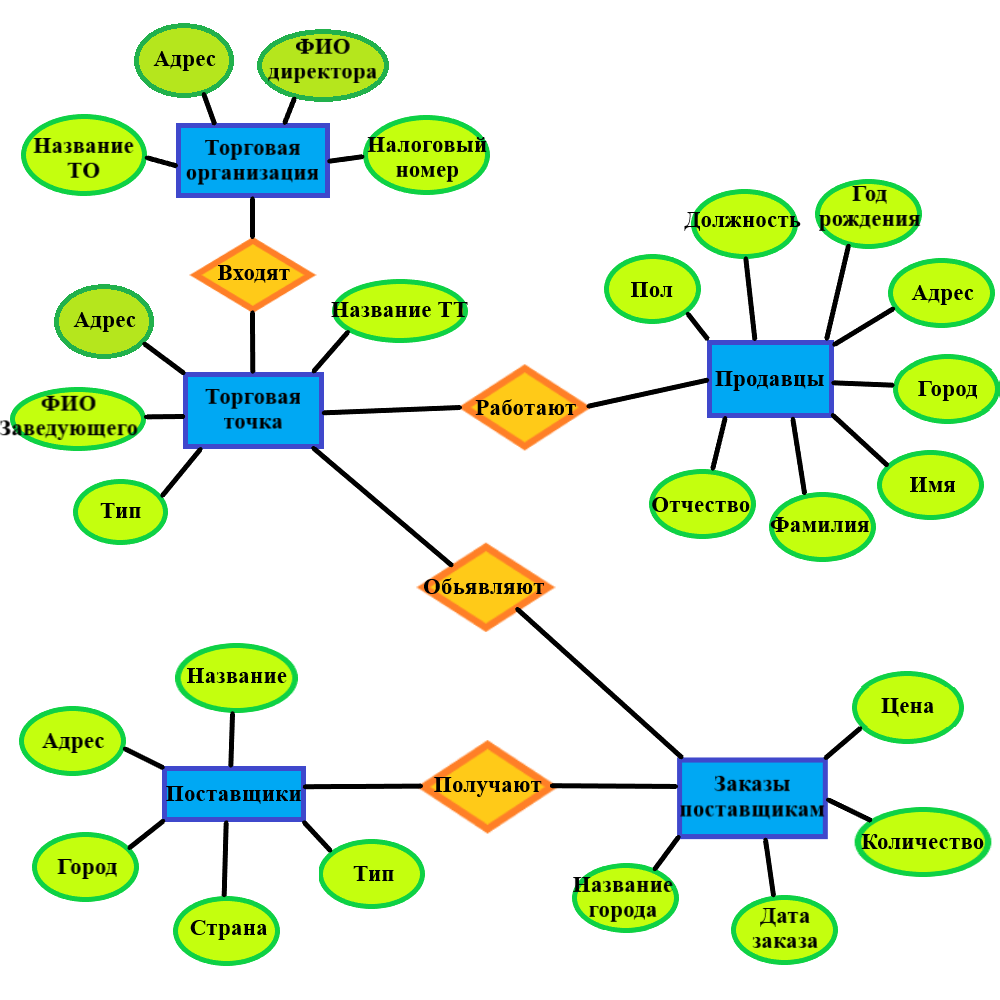 Адрес
ФИО
директора
Название
ТО
Торговая
организация
Налоговый
номер
Входят
Адрес
Название ТТ
ФИО
Заведующего
Торговая
точка
Тип
Работают
Должность
Год
рождения
Пол
Адрес
Продавцы
Город
Имя
Отчество
Фамилия
Обьявляют
Название
Адрес
Поставщики
Город
Страна
Тип
Получают
Цена
Заказы
поставщикам
Количество
Название
города
Дата
заказа